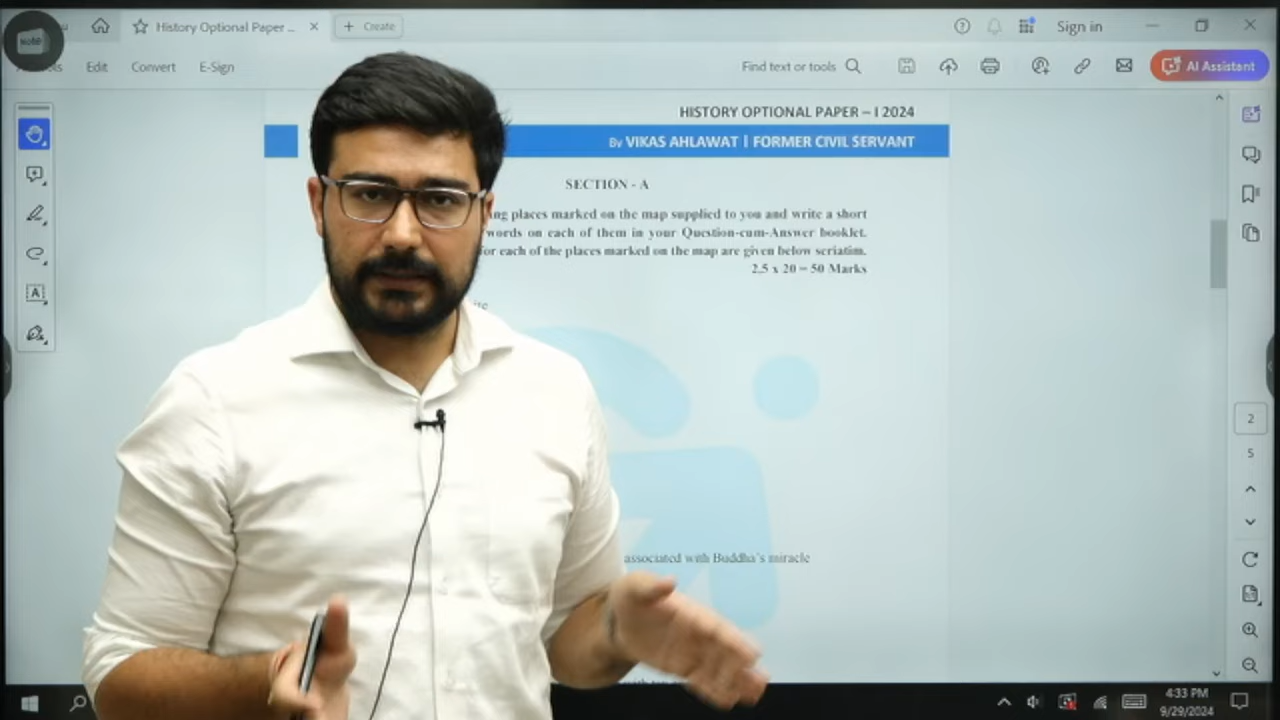 History Optional Paper ...
Create
Sign in
Edit
Convert
E-Sign
Find text or tools
AI Assistant
HISTORY OPTIONAL PAPER – I 2024
By VIKAS AHLAWAT | FORMER CIVIL SERVANT
SECTION - A
places marked on the map supplied to you and write a short
words on each of them in your Question-cum-Answer booklet.
for each of the places marked on the map are given below seriatim.
2.5 x 20 = 50 Marks
A
2
5
associated with Buddha's miracle
4:33 PM
9/29/2024